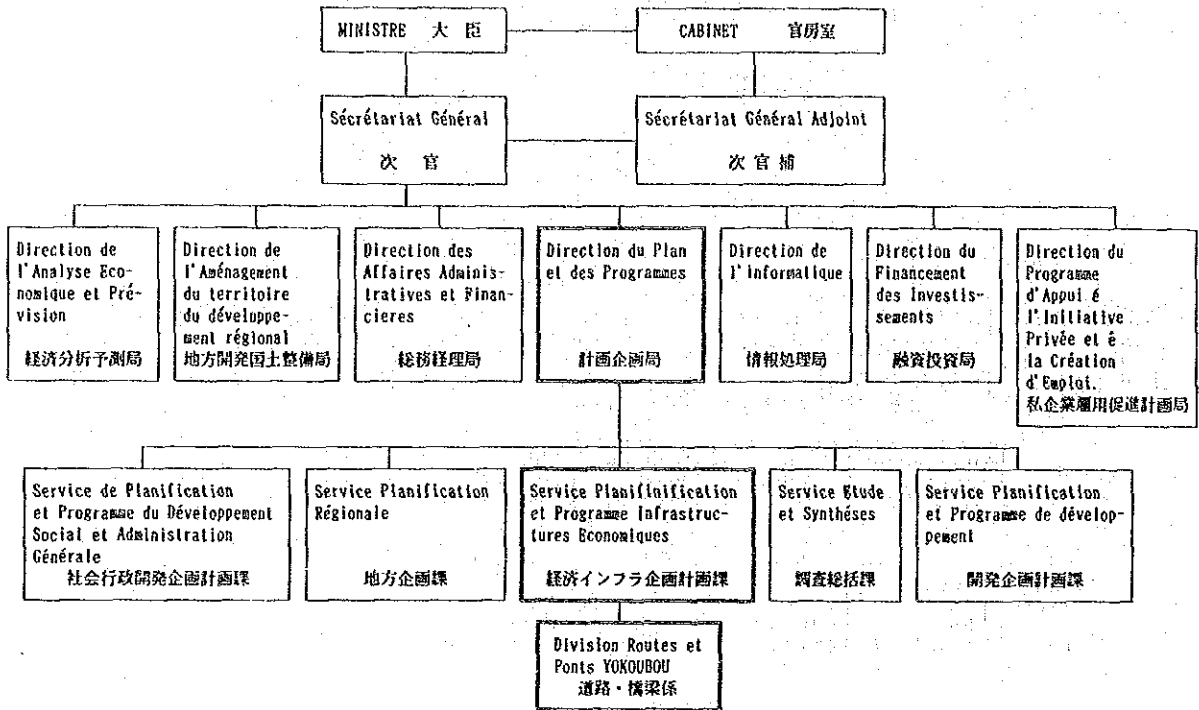 MINISTRE 大 臣
CABINET 官房室
Sécrétariat Général
次 官
Sécrétariat Général Adjoint
次 官 補
Direction de
l'Analyse Eco-
nomique et Pré-
vision
経済分析予測局
Direction de
l'Aménagement
du territoire
du développe-
ment régional
地方開発国土整備局
Direction des
Affaires Adminis-
tratives et Finan-
cieres
総務経理局
Direction du Plan
et des Programmes
計画企画局
Direction de
l'informatique
情報処理局
Direction du
Financement
des Investis-
sements
融資投資局
Direction du
Programme
d'Appui é
l'Initiative
Privée et é
la Création
d'Emploi.
私企業雇用促進計画局
Service de Planification
et Programme du Développement
Social et Administration
Générale
社会行政開発企画計画課
Service Planification
Régionale
地方企画課
Service Planifinification
et Programme Infrastruc-
tures Economiques
経済インフラ企画計画課
Service Etude
et Synthéses
調査総括課
Service Planification
et Programme de dévelop-
pement
開発企画計画課
Division Routes et
Ponts YOKOUBOU
道路・橋梁係